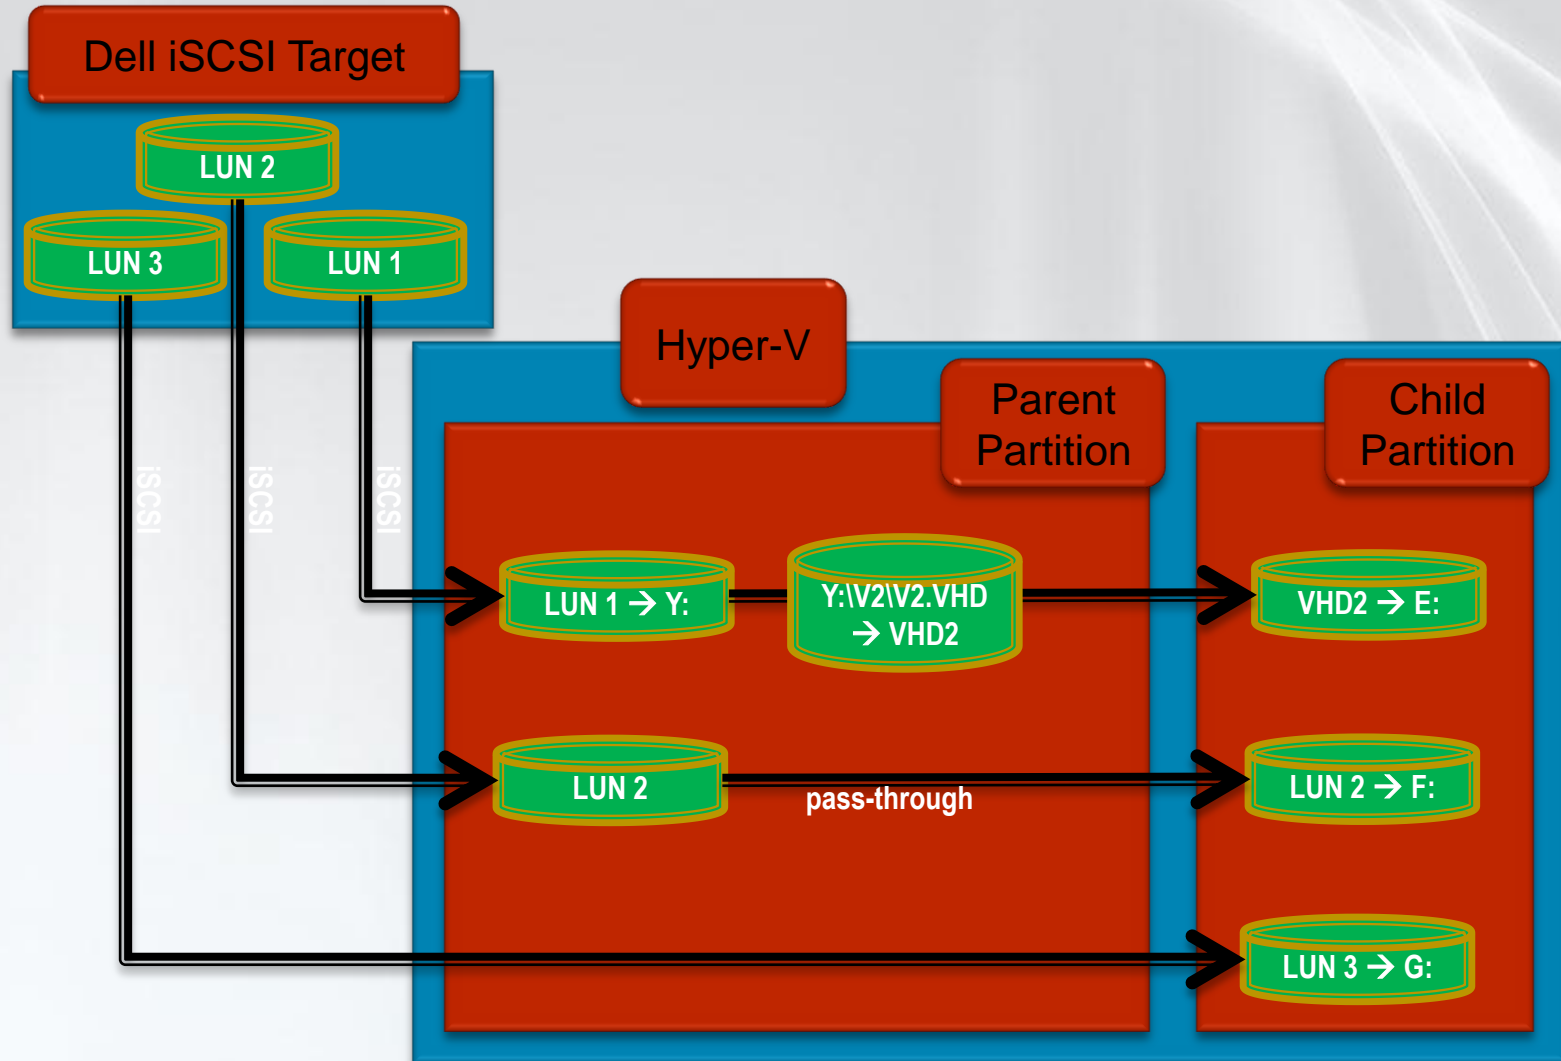 Dell iSCSI Target
LUN 2
LUN 3
LUN 1
iSCSI
iSCSI
iSCSI
Hyper-V
Parent
Partition
Child
Partition
LUN 1 → Y:
Y:\V2\V2.VHD
→ VHD2
VHD2 → E:
LUN 2
pass-through
LUN 2 → F:
LUN 3 → G: